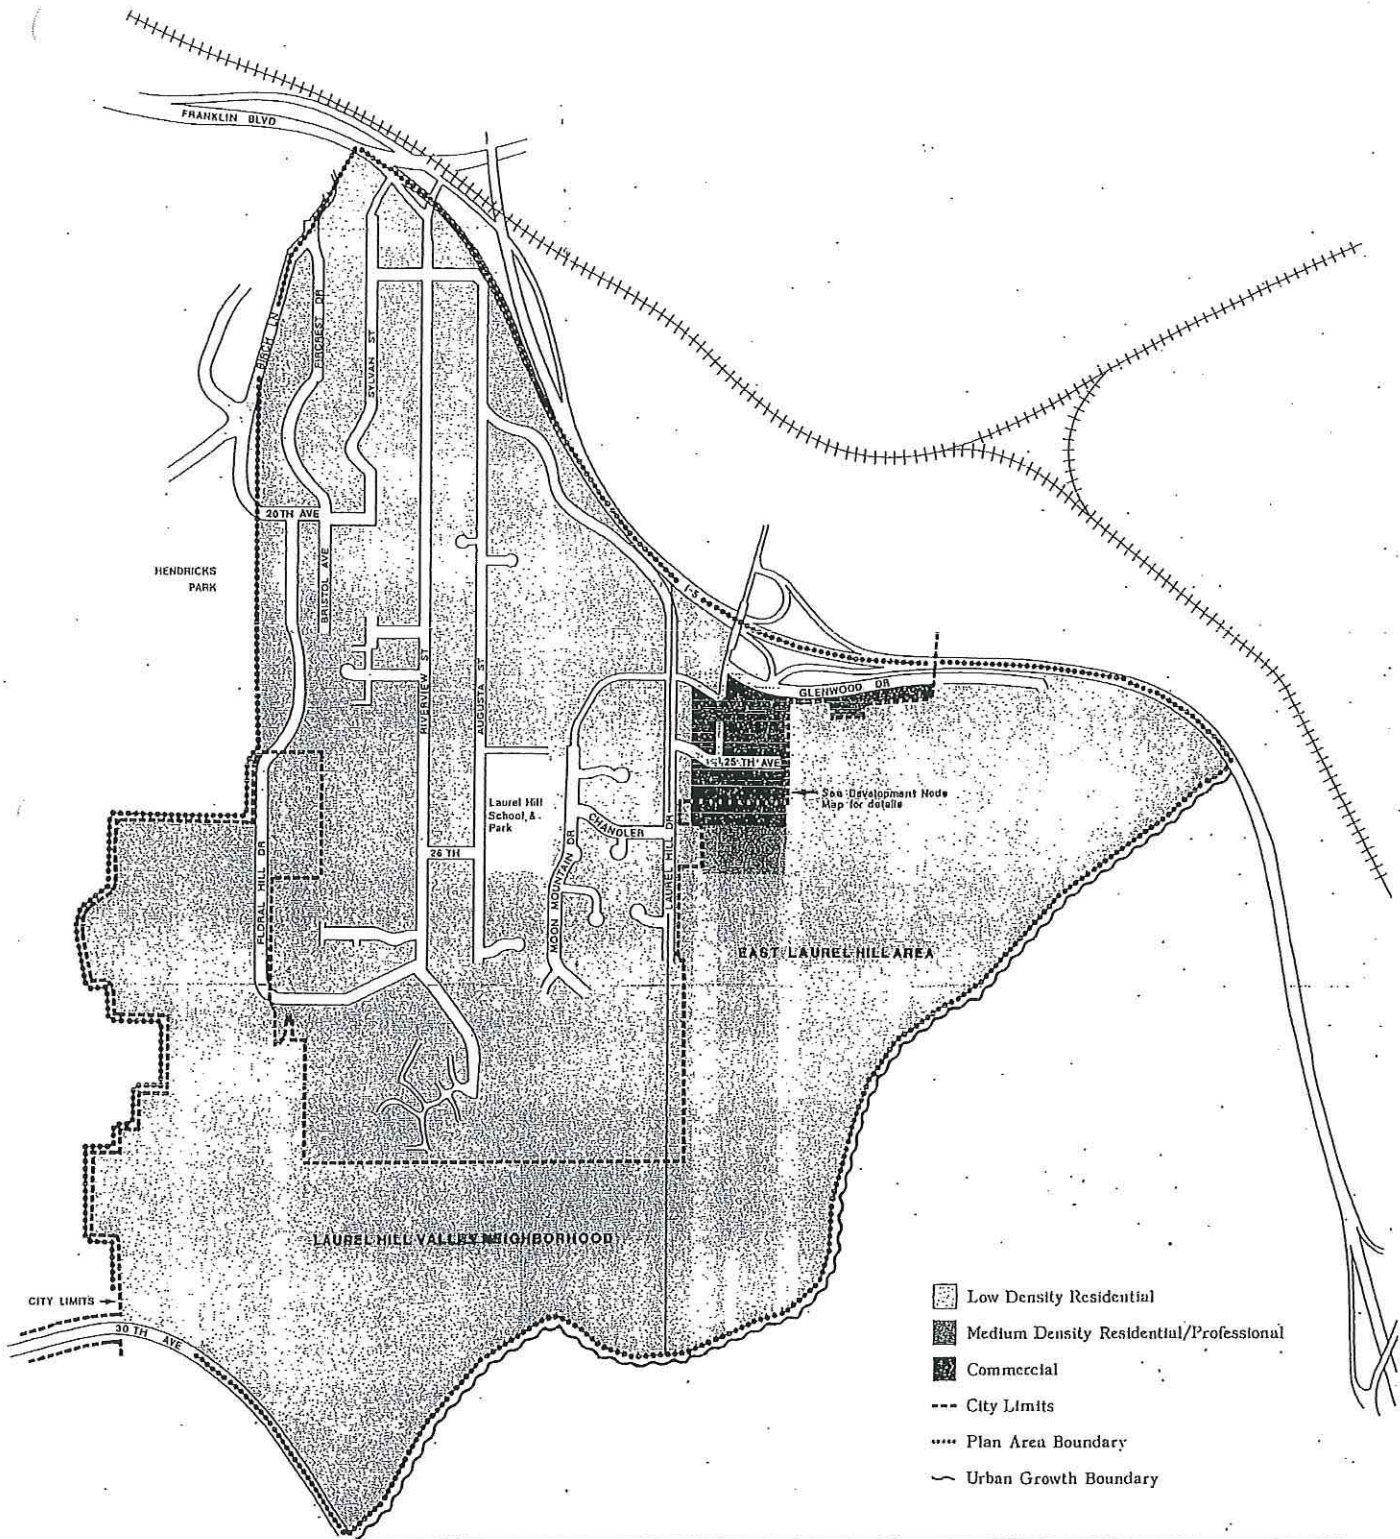 FRANKLIN BLVD
BIRCH LN
FIRCREST DR
SYLVAN ST
20TH AVE
BRISTOL AVE
HENDRICKS
PARK
I-5
RIVERVIEW ST
AUGUSTA ST
GLENWOOD DR
25TH AVE
See Development Node
Map for details
Laurel Hill
School, &
Park
CHANDLER
26 TH
MOON MOUNTAIN DR
LAUREL HILL DR
FLORAL HILL DR
EAST LAUREL HILL AREA
LAUREL HILL VALLEY NEIGHBORHOOD
CITY LIMITS
30 TH AVE
Low Density Residential
Medium Density Residential/Professional
Commercial
City Limits
Plan Area Boundary
Urban Growth Boundary